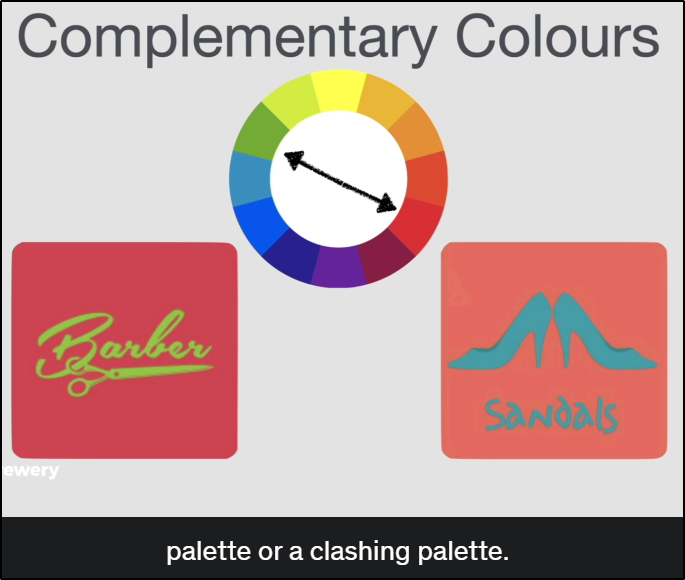 Complementary Colours
Barber
Sandals
ewery
palette or a clashing palette.